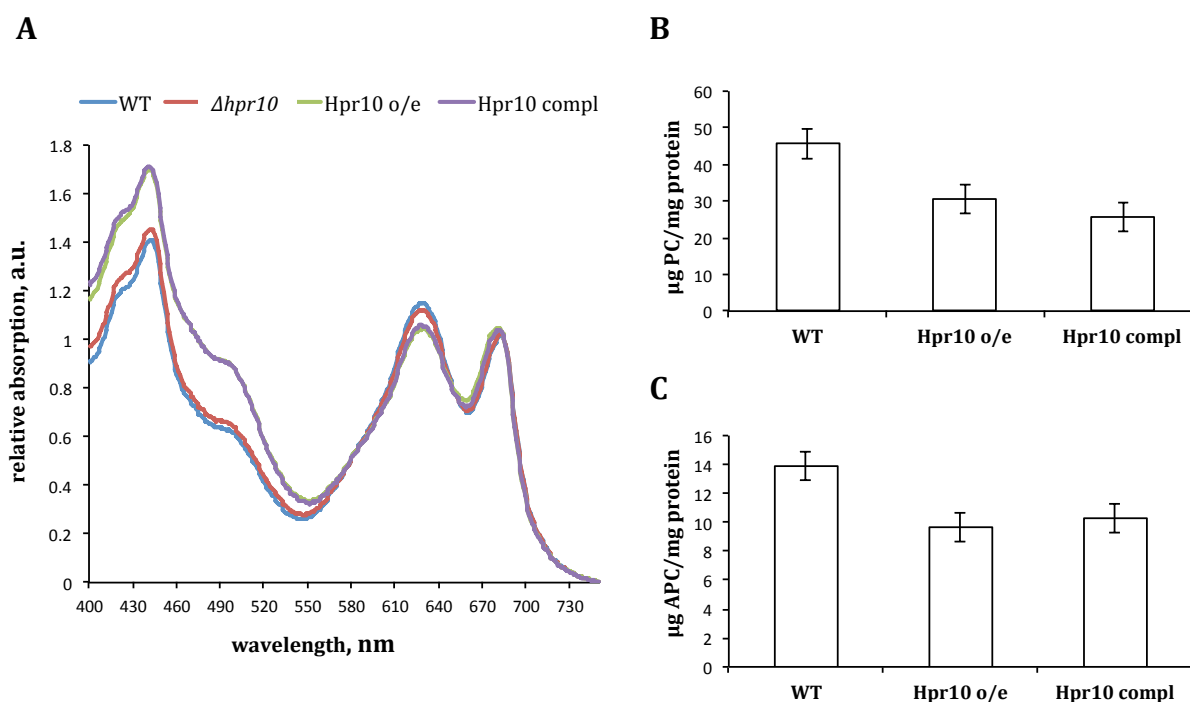 A
WT Δhpr10 Hpr10 o/e Hpr10 compl
relative absorption, a.u.
1.8
1.6
1.4
1.2
1
0.8
0.6
0.4
0.2
0
400 430 460 490 520 550 580 610 640 670 700 730
wavelength, nm
B
µg PC/mg protein
60
50
40
30
20
10
0
WT Hpr10 o/e Hpr10 compl
C
µg APC/mg protein
16
14
12
10
8
6
4
2
0
WT Hpr10 o/e Hpr10 compl